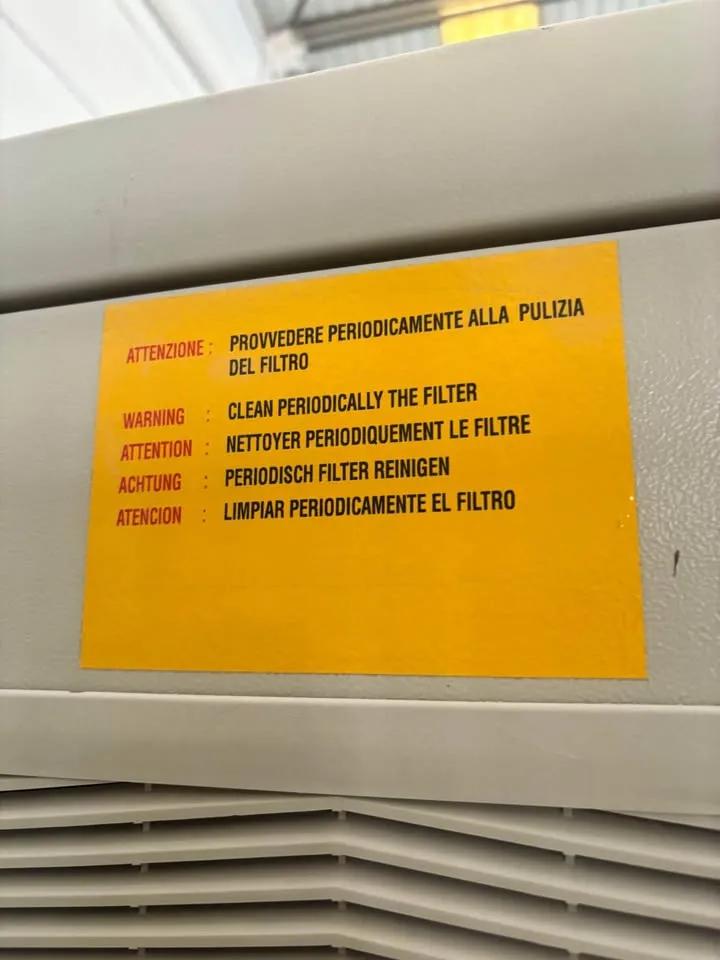 ATTENZIONE : PROVVEDERE PERIODICAMENTE ALLA PULIZIA
DEL FILTRO
WARNING : CLEAN PERIODICALLY THE FILTER
ATTENTION : NETTOYER PERIODIQUEMENT LE FILTRE
ACHTUNG : PERIODISCH FILTER REINIGEN
ATENCION : LIMPIAR PERIODICAMENTE EL FILTRO